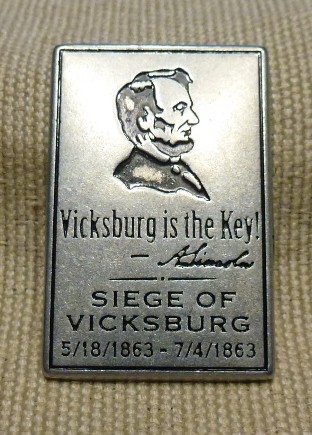 Vicksburg is the Key!
- A. Lincoln
SIEGE OF
VICKSBURG
5/18/1863 - 7/4/1863